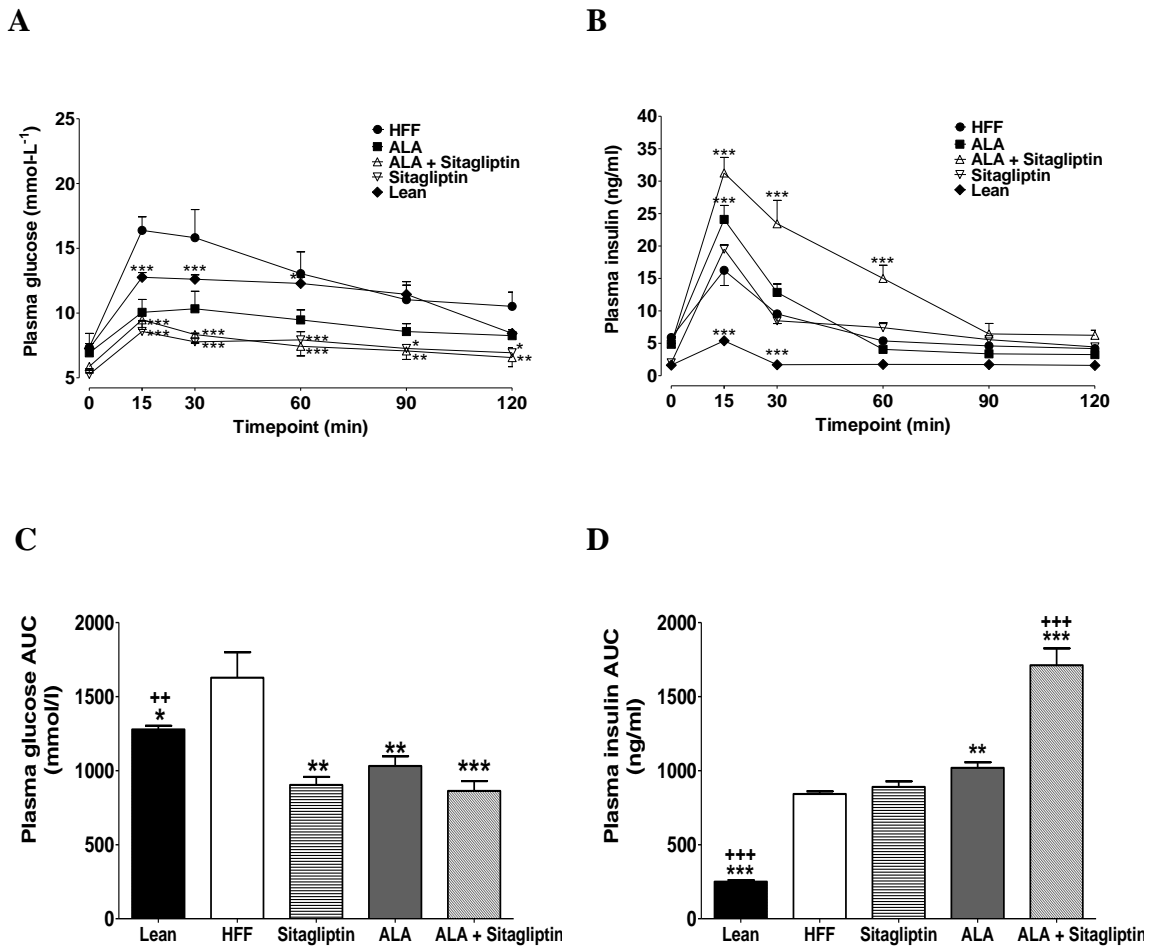 A
B
25
20
15
10
5
Plasma glucose (mmol-L-1)
HFF
ALA
ALA + Sitagliptin
Sitagliptin
Lean
***
***
*
***
***
***
***
***
***
*
**
*
**
0
15
30
60
90
120
Timepoint (min)
40
35
30
25
20
15
10
5
0
Plasma insulin (ng/ml)
HFF
ALA
ALA + Sitagliptin
Sitagliptin
Lean
***
***
***
***
***
***
0
15
30
60
90
120
Timepoint (min)
C
D
2000
1500
1000
500
0
Plasma glucose AUC
(mmol/l)
++
*
**
**
***
Lean
HFF
Sitagliptin
ALA
ALA + Sitagliptin
2000
1500
1000
500
0
Plasma insulin AUC
(ng/ml)
+++
***
**
+++
***
Lean
HFF
Sitagliptin
ALA
ALA + Sitagliptin